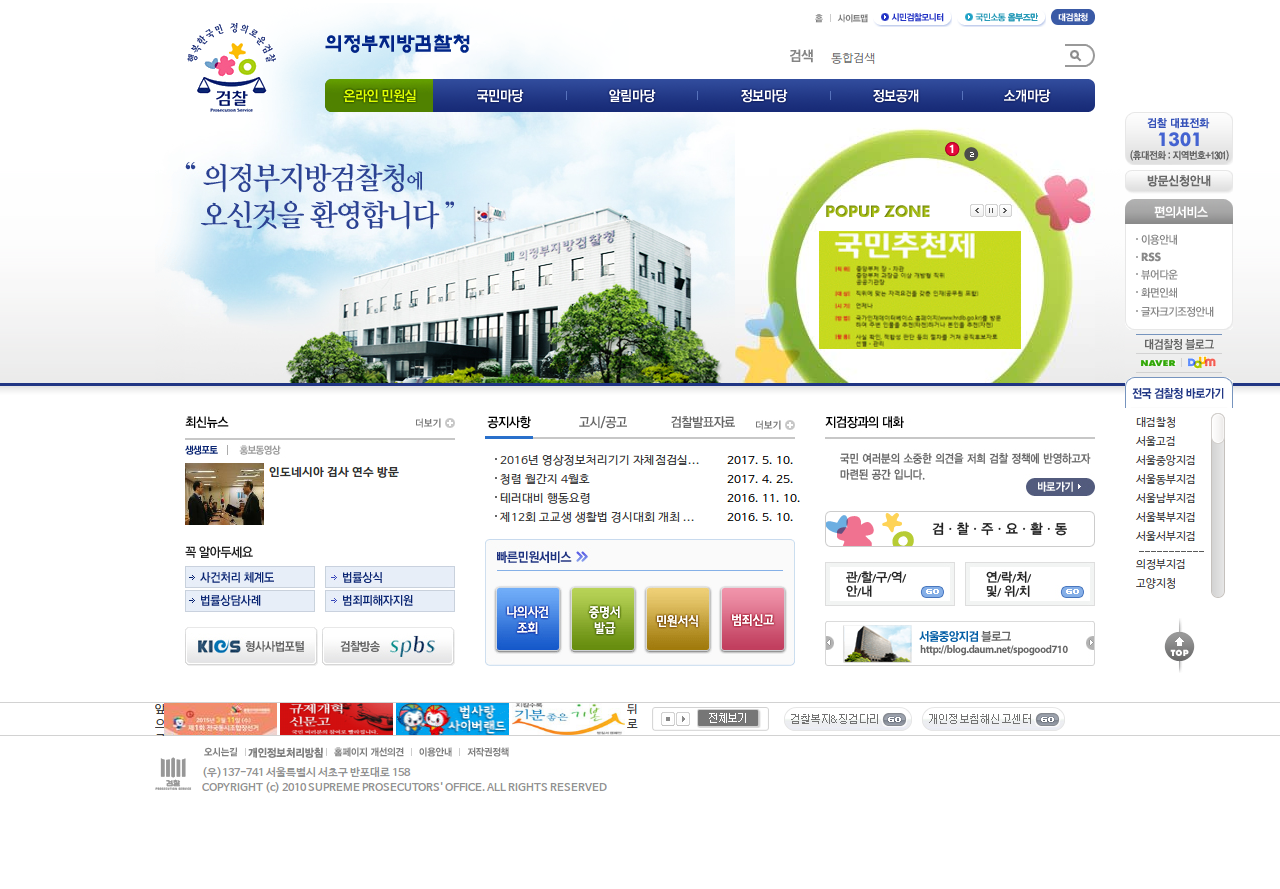 홈 | 사이트맵 시민검찰모니터 국민소통 옴부즈만 대검찰청
행복한국민 정의로운검찰
검찰
Prosecution Service
의정부지방검찰청
검색 통합검색
온라인 민원실 국민마당 알림마당 정보마당 정보공개 소개마당
“ 의정부지방검찰청에
오신것을 환영합니다 ”
의정부지방검찰청
1 2
POPUP ZONE
국민추천제
검찰 대표전화
1301
(휴대전화 : 지역번호+1301)
방문신청안내
편의서비스
· 이용안내
· RSS
· 뷰어다운
· 화면인쇄
· 글자크기조정안내
대검찰청 블로그
NAVER | Daum
전국 검찰청 바로가기
대검찰청
서울고검
서울중앙지검
서울동부지검
서울남부지검
서울북부지검
서울서부지검
------------
의정부지검
고양지청
TOP
최신뉴스 더보기
생생포토 | 홍보동영상
인도네시아 검사 연수 방문
꼭 알아두세요
사건처리 체계도 법률상식
법률상담사례 범죄피해자지원
KICS 형사사법포털 검찰방송 spbs
공지사항 고시/공고 검찰발표자료 더보기
· 2016년 영상정보처리기기 자체점검실... 2017. 5. 10.
· 청렴 월간지 4월호 2017. 4. 25.
· 테러대비 행동요령 2016. 11. 10.
· 제12회 고교생 생활법 경시대회 개최 ... 2016. 5. 10.
빠른민원서비스
나의사건
조회
증명서
발급
민원서식
범죄신고
지검장과의 대화
국민 여러분의 소중한 의견을 저희 검찰 정책에 반영하고자
마련된 공간 입니다.
바로가기
검·찰·주·요·활·동
관/할/구/역/
안/내 GO
연/락/처/
및/ 위/치 GO
서울중앙지검 블로그
http://blog.daum.net/spogood710
앞으
2015년 3월 11일 (수)
제1회 전국동시조합장선거
규제개혁
신문고
법사랑
사이버랜드
기분좋은 기본
뒤로
전체보기
검찰복지&징검다리 GO
개인정보침해신고센터 GO
오시는길 | 개인정보처리방침 | 홈페이지 개선의견 | 이용안내 | 저작권정책
검찰
PROSECUTION SERVICE
(우)137-741 서울특별시 서초구 반포대로 158
COPYRIGHT (c) 2010 SUPREME PROSECUTORS' OFFICE. ALL RIGHTS RESERVED